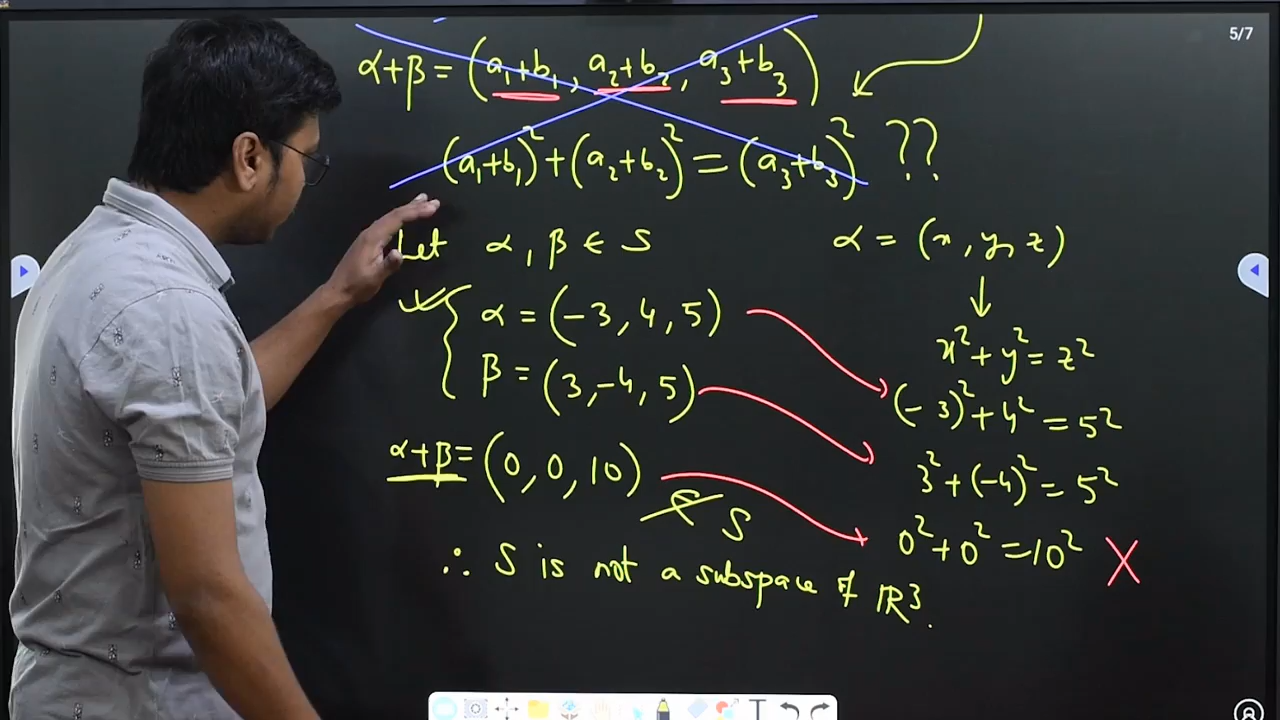 5/7
α+β = (a₁+b₁, a₂+b₂, a₃+b₃)
(a₁+b₁)²+(a₂+b₂)² = (a₃+b₃)² ??
Let α, β ∈ S
α = (x, y, z)
α = (-3, 4, 5)
x²+y²=z²
β = (3, -4, 5)
(-3)²+4² = 5²
α+β = (0, 0, 10) ∉ S
3²+(-4)² = 5²
0²+0² = 10² X
∴ S is not a subspace of ℝ³.
T